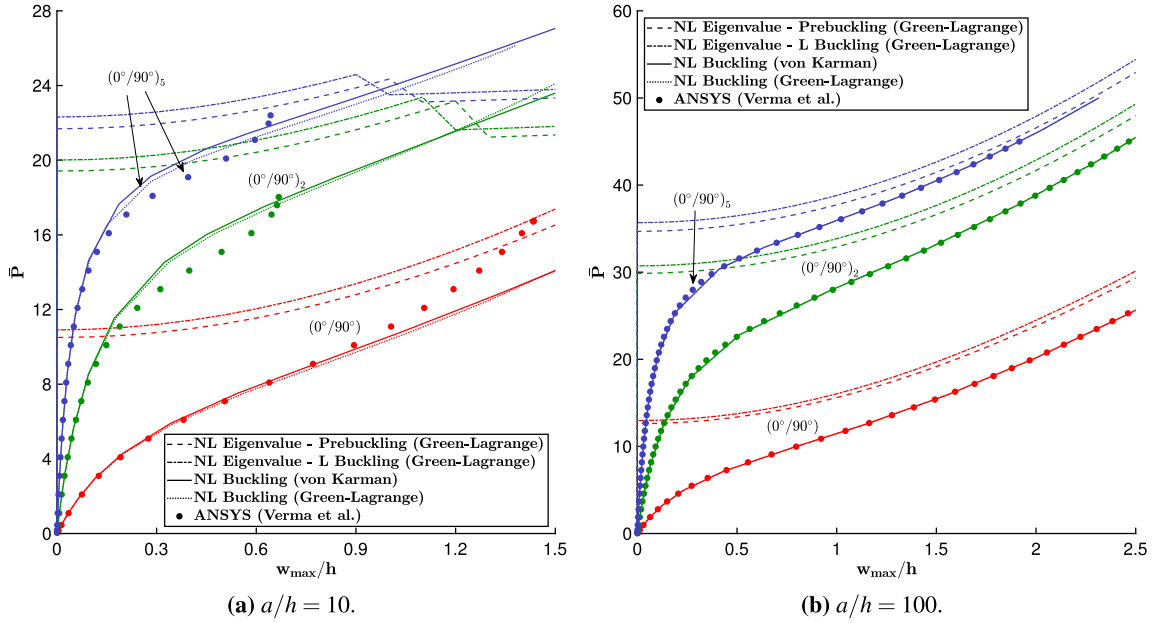 28
24
20
16
12
8
4
0
P̄
(0°/90°)₅
(0°/90°)₂
(0°/90°)
NL Eigenvalue - Prebuckling (Green-Lagrange)
NL Eigenvalue - L Buckling (Green-Lagrange)
NL Buckling (von Karman)
NL Buckling (Green-Lagrange)
ANSYS (Verma et al.)
0 0.3 0.6 0.9 1.2 1.5
w_max/h
(a) a/h = 10.
60
50
40
30
20
10
0
P̄
NL Eigenvalue - Prebuckling (Green-Lagrange)
NL Eigenvalue - L Buckling (Green-Lagrange)
NL Buckling (von Karman)
NL Buckling (Green-Lagrange)
ANSYS (Verma et al.)
(0°/90°)₅
(0°/90°)₂
(0°/90°)
0 0.5 1 1.5 2 2.5
w_max/h
(b) a/h = 100.